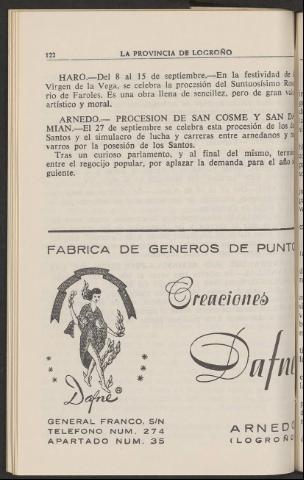 122
LA PROVINCIA DE LOGROÑO
HARO.—Del 8 al 15 de septiembre.—En la festividad de
Virgen de la Vega, se celebra la procesión del Suntuosísimo
rio de Faroles. Es una obra llena de sencillez, pero de gran
artístico y moral.
ARNEDO.— PROCESION DE SAN COSME Y SAN
MIAN.—El 27 de septiembre se celebra esta procesión de los
Santos y el simulacro de lucha y carreras entre arnedanos y
varros por la posesión de los Santos.
Tras un curioso parlamento, y al final del mismo,
entre el regocijo popular, por aplazar la demanda para el año
guiente.
FABRICA DE GENEROS DE PUNTO
Creaciones
Dafne
Dafne ®
GENERAL FRANCO, S/N
TELEFONO NUM. 274
APARTADO NUM. 35
ARNEDO
(LOGROÑO